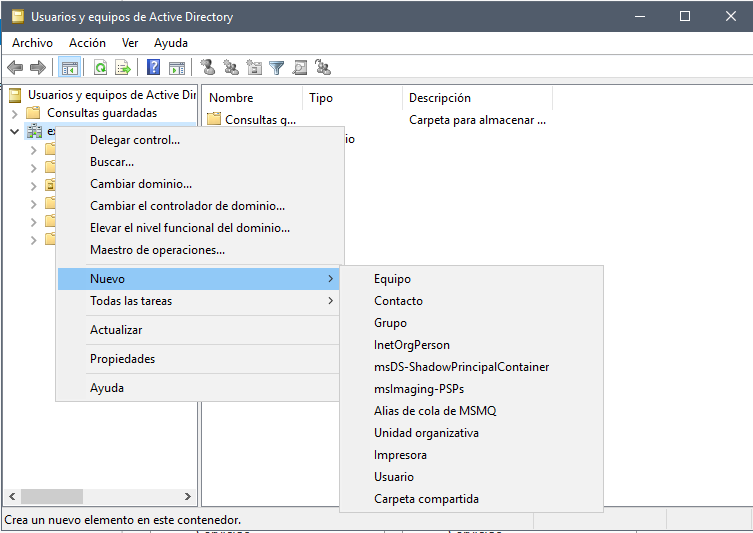 Usuarios y equipos de Active Directory
Archivo Acción Ver Ayuda
Usuarios y equipos de Active Dir
Nombre Tipo Descripción
Consultas guardadas
Consultas g... Carpeta para almacenar ...
Delegar control...
Buscar...
Cambiar dominio...
Cambiar el controlador de dominio...
Elevar el nivel funcional del dominio...
Maestro de operaciones...
Nuevo
Todas las tareas
Actualizar
Propiedades
Ayuda
Equipo
Contacto
Grupo
InetOrgPerson
msDS-ShadowPrincipalContainer
msImaging-PSPs
Alias de cola de MSMQ
Unidad organizativa
Impresora
Usuario
Carpeta compartida
Crea un nuevo elemento en este contenedor.